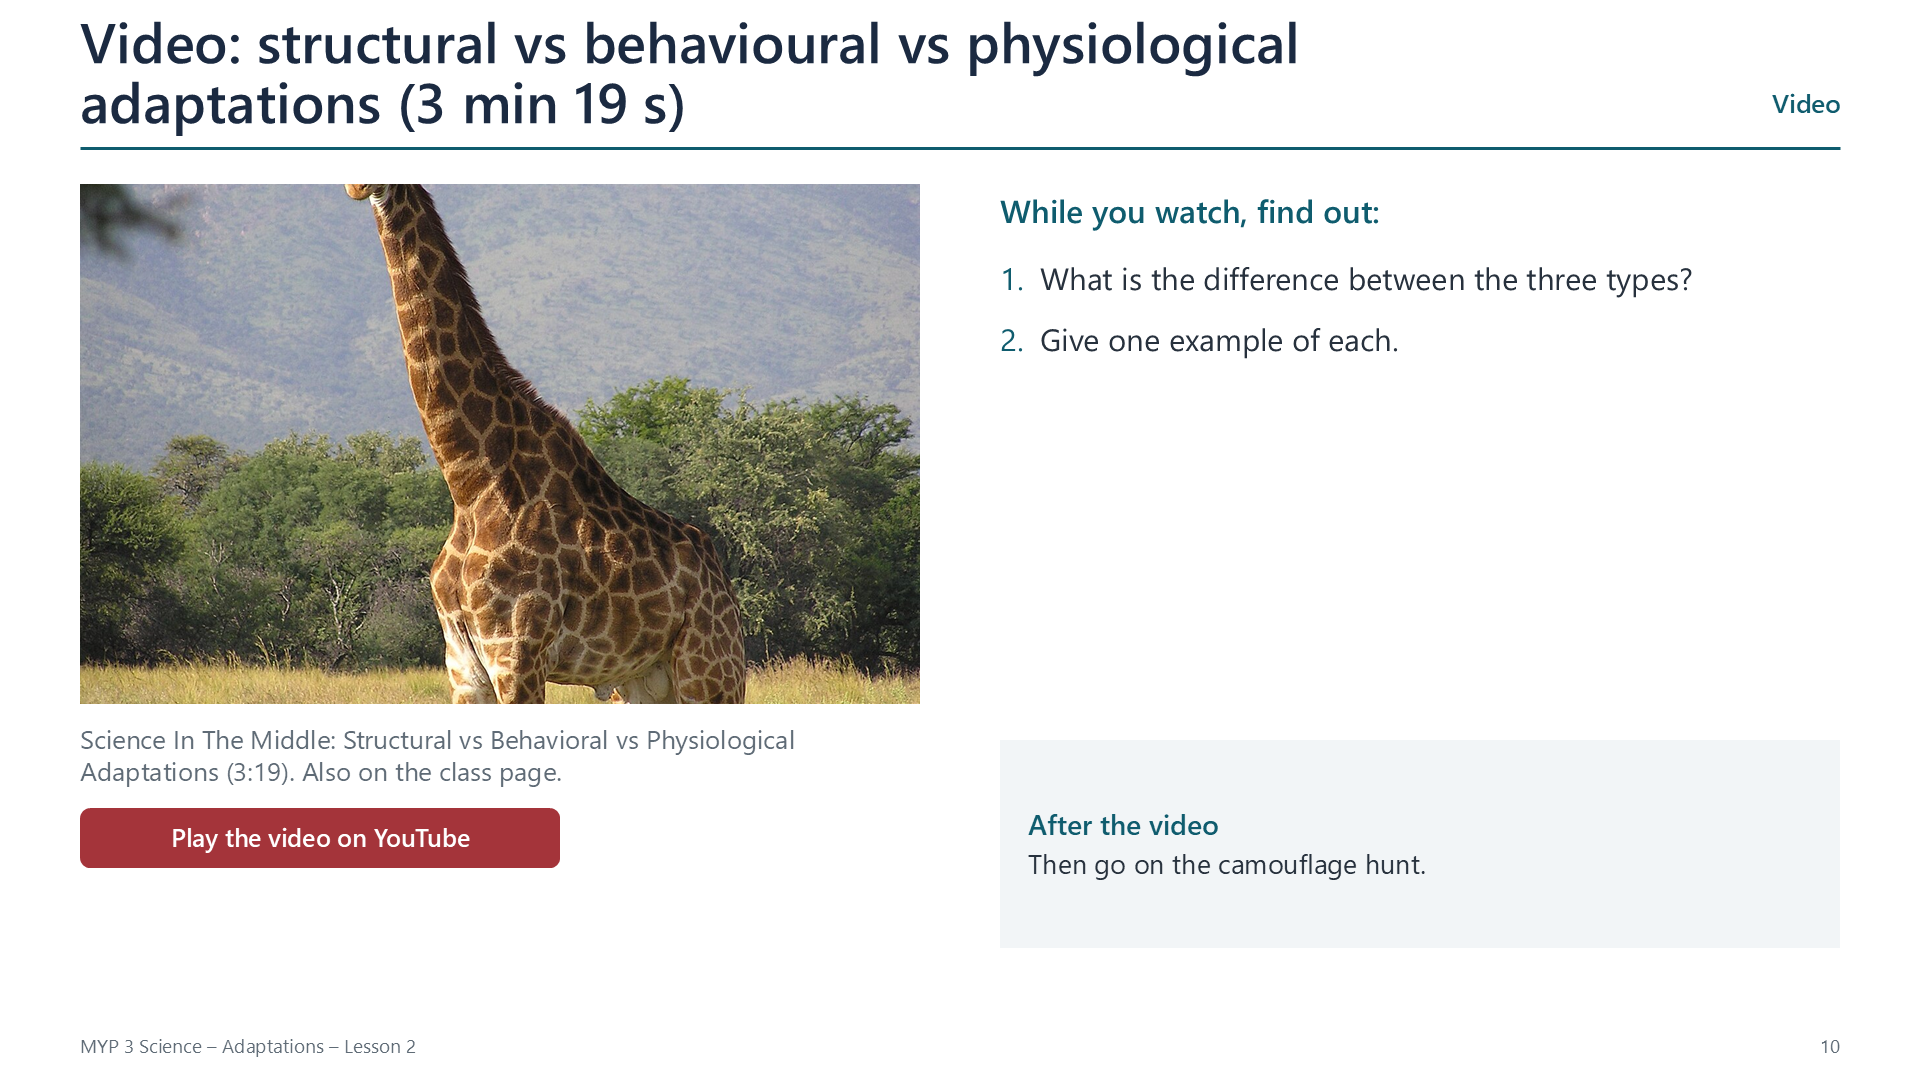 Video: structural vs behavioural vs physiological
adaptations (3 min 19 s)
Video
While you watch, find out:
1. What is the difference between the three types?
2. Give one example of each.
Science In The Middle: Structural vs Behavioral vs Physiological
Adaptations (3:19). Also on the class page.
Play the video on YouTube
After the video
Then go on the camouflage hunt.
MYP 3 Science – Adaptations – Lesson 2
10